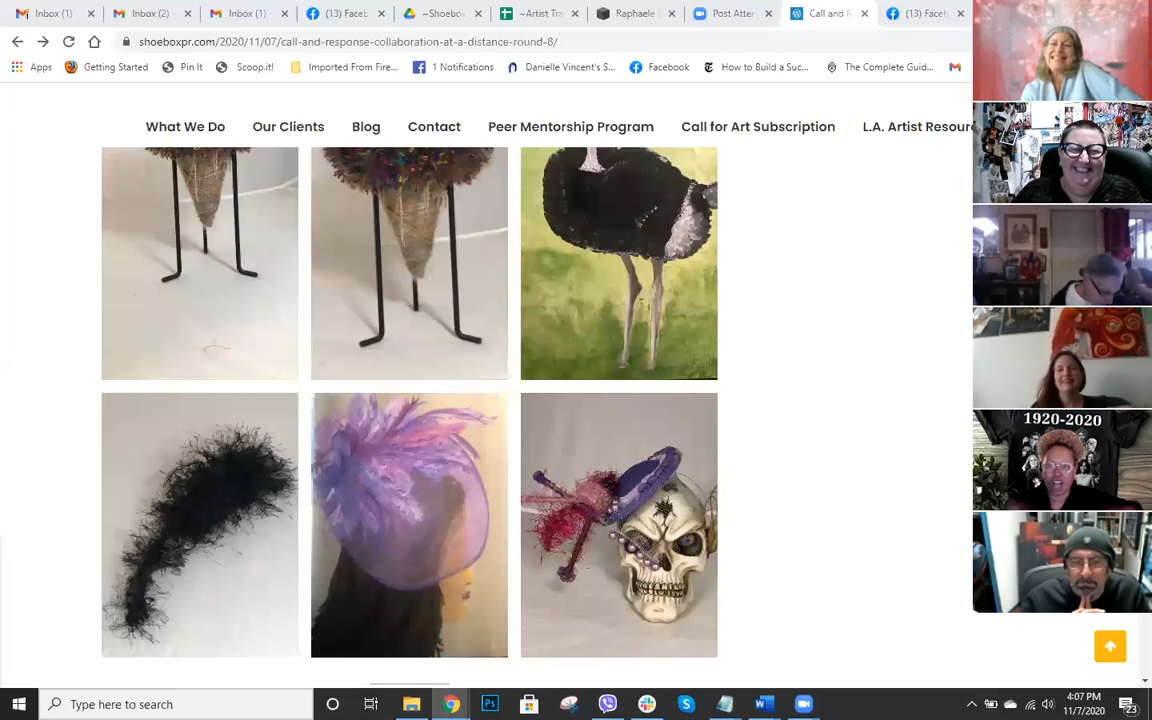 Inbox (1)
Inbox (2)
Inbox (1)
(13) Faceb
~Shoebo
~Artist Tra
Raphaele
Post Atter
Call and R
(13) Faceb
shoeboxpr.com/2020/11/07/call-and-response-collaboration-at-a-distance-round-8/
Apps
Getting Started
Pin It
Scoop.it!
Imported From Fire...
1 Notifications
Danielle Vincent's S...
Facebook
How to Build a Suc...
The Complete Guid...
What We Do
Our Clients
Blog
Contact
Peer Mentorship Program
Call for Art Subscription
L.A. Artist Resour
1920-2020
Type here to search
Ps
4:07 PM
11/7/2020
23